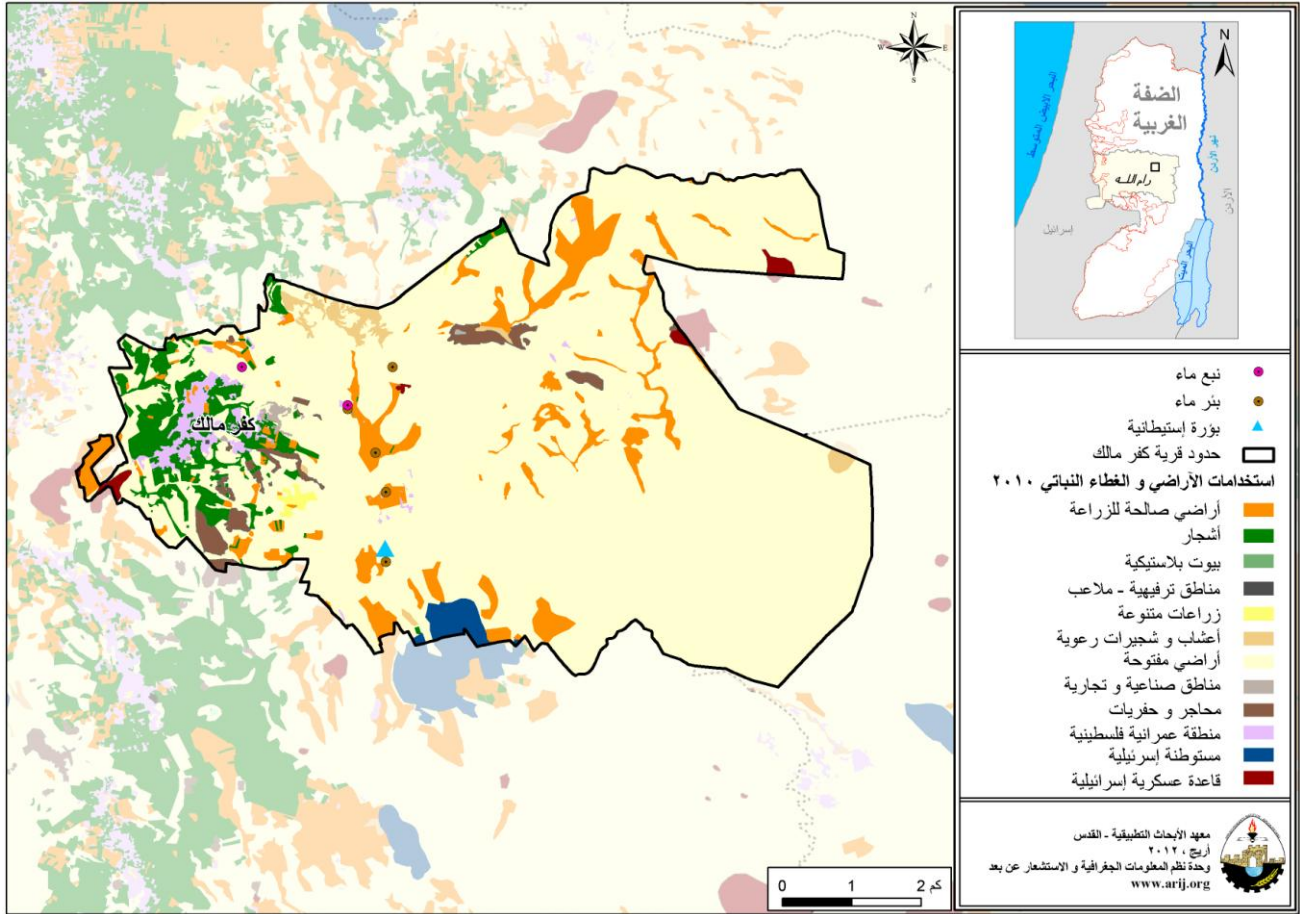 N
W
E
S
كفر مالك
0
1
2 كم
N
الضفة
الغربية
البحر الأبيض المتوسط
نهر الأردن
رام اللـه
الأردن
إسرائيل
البحر الميت
نبع ماء
بئر ماء
بؤرة إستيطانية
حدود قرية كفر مالك
استخدامات الآراضي و الغطاء النباتي ٢٠١٠
أراضي صالحة للزراعة
أشجار
بيوت بلاستيكية
مناطق ترفيهية - ملاعب
زراعات متنوعة
أعشاب و شجيرات رعوية
أراضي مفتوحة
مناطق صناعية و تجارية
محاجر و حفريات
منطقة عمرانية فلسطينية
مستوطنة إسرئيلية
قاعدة عسكرية إسرائيلية
معهد الأبحاث التطبيقية - القدس
أريج ، ٢٠١٢
وحدة نظم المعلومات الجغرافية و الاستشعار عن بعد
www.arij.org